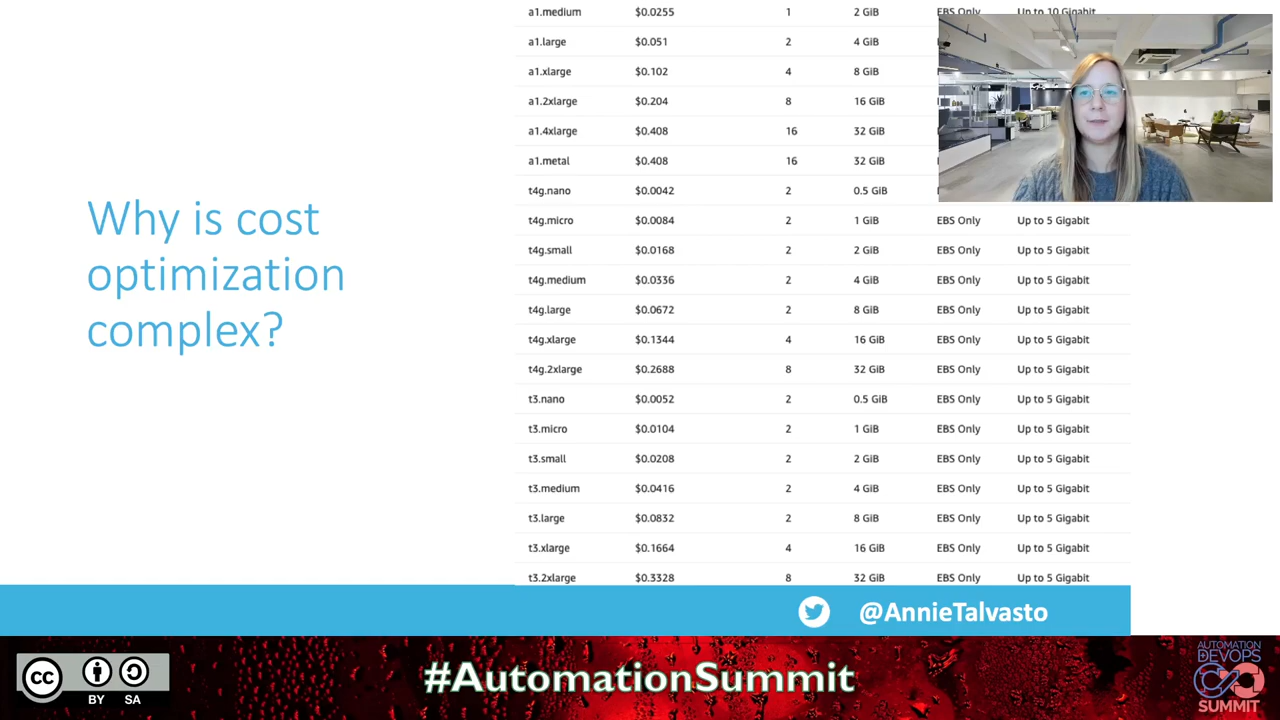 Why is cost
optimization
complex?
a1.medium $0.0255 1 2 GiB EBS Only Up to 10 Gigabit
a1.large $0.051 2 4 GiB
a1.xlarge $0.102 4 8 GiB
a1.2xlarge $0.204 8 16 GiB
a1.4xlarge $0.408 16 32 GiB
a1.metal $0.408 16 32 GiB
t4g.nano $0.0042 2 0.5 GiB
t4g.micro $0.0084 2 1 GiB EBS Only Up to 5 Gigabit
t4g.small $0.0168 2 2 GiB EBS Only Up to 5 Gigabit
t4g.medium $0.0336 2 4 GiB EBS Only Up to 5 Gigabit
t4g.large $0.0672 2 8 GiB EBS Only Up to 5 Gigabit
t4g.xlarge $0.1344 4 16 GiB EBS Only Up to 5 Gigabit
t4g.2xlarge $0.2688 8 32 GiB EBS Only Up to 5 Gigabit
t3.nano $0.0052 2 0.5 GiB EBS Only Up to 5 Gigabit
t3.micro $0.0104 2 1 GiB EBS Only Up to 5 Gigabit
t3.small $0.0208 2 2 GiB EBS Only Up to 5 Gigabit
t3.medium $0.0416 2 4 GiB EBS Only Up to 5 Gigabit
t3.large $0.0832 2 8 GiB EBS Only Up to 5 Gigabit
t3.xlarge $0.1664 4 16 GiB EBS Only Up to 5 Gigabit
t3.2xlarge $0.3328 8 32 GiB EBS Only Up to 5 Gigabit
@AnnieTalvasto
cc
BY SA
#AutomationSummit
AUTOMATION
DEVOPS
SUMMIT